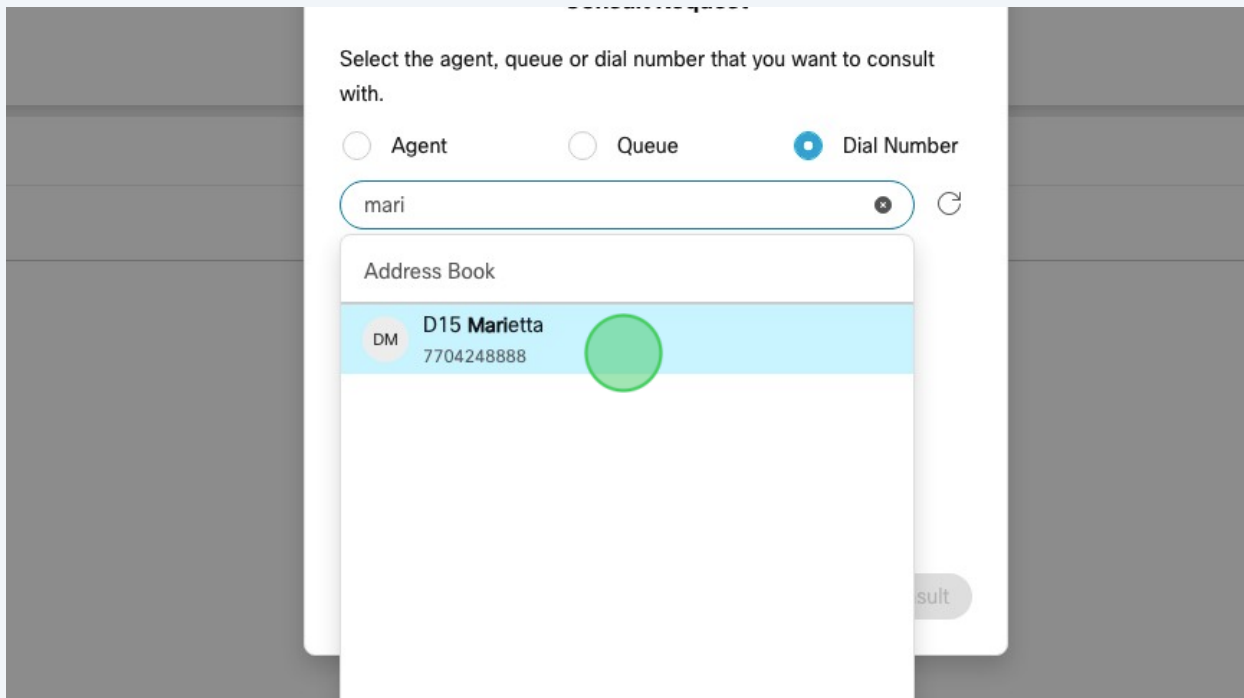 Select the agent, queue or dial number that you want to consult
with.
Agent
Queue
Dial Number
mari
Address Book
DM
D15 Marietta
7704248888